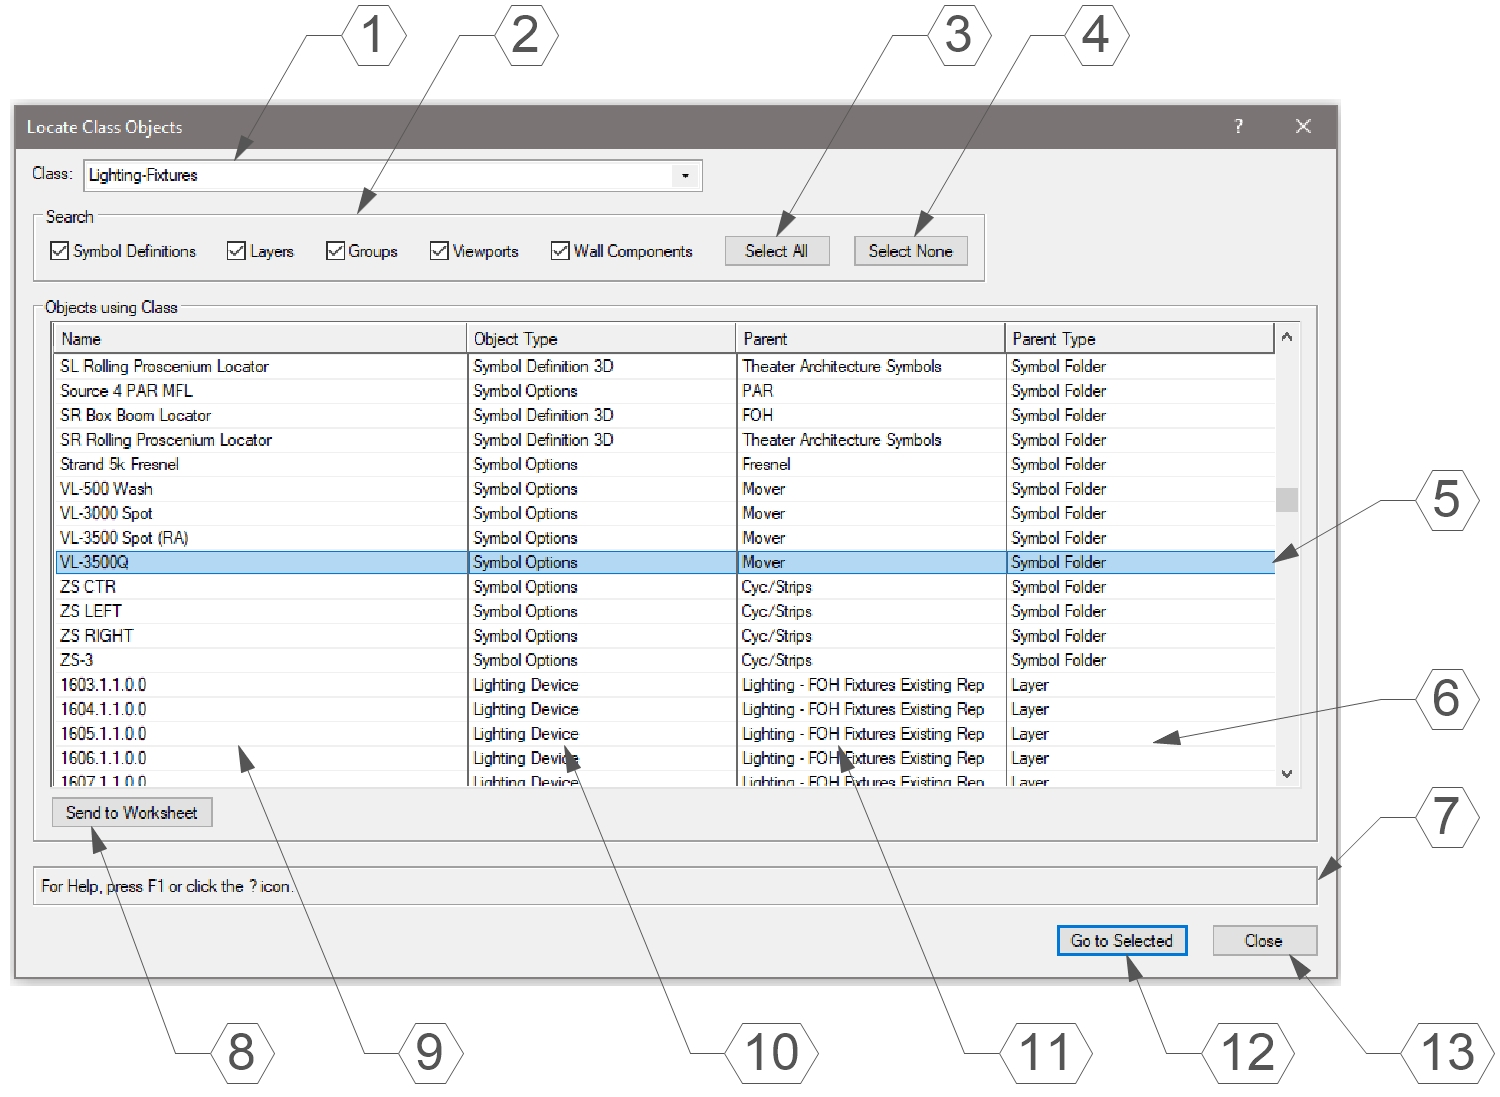 1 2 3 4
Locate Class Objects ?
Class: Lighting-Fixtures
Search
Symbol Definitions Layers Groups Viewports Wall Components Select All Select None
Objects using Class
Name Object Type Parent Parent Type
SL Rolling Proscenium Locator Symbol Definition 3D Theater Architecture Symbols Symbol Folder
Source 4 PAR MFL Symbol Options PAR Symbol Folder
SR Box Boom Locator Symbol Definition 3D FOH Symbol Folder
SR Rolling Proscenium Locator Symbol Definition 3D Theater Architecture Symbols Symbol Folder
Strand 5k Fresnel Symbol Options Fresnel Symbol Folder
VL-500 Wash Symbol Options Mover Symbol Folder
5
VL-3000 Spot Symbol Options Mover Symbol Folder
VL-3500 Spot (RA) Symbol Options Mover Symbol Folder
VL-3500Q Symbol Options Mover Symbol Folder
ZS CTR Symbol Options Cyc/Strips Symbol Folder
ZS LEFT Symbol Options Cyc/Strips Symbol Folder
ZS RIGHT Symbol Options Cyc/Strips Symbol Folder
ZS-3 Symbol Options Cyc/Strips Symbol Folder
1603.1.1.0.0 Lighting Device Lighting - FOH Fixtures Existing Rep Layer
6
1604.1.1.0.0 Lighting Device Lighting - FOH Fixtures Existing Rep Layer
1605.1.1.0.0 Lighting Device Lighting - FOH Fixtures Existing Rep Layer
1606.1.1.0.0 Lighting Device Lighting - FOH Fixtures Existing Rep Layer
1607.1.1.0.0 Lighting Device Lighting - FOH Fixtures Existing Rep Layer
Send to Worksheet
7
For Help, press F1 or click the ? icon.
Go to Selected Close
8 9 10 11 12 13